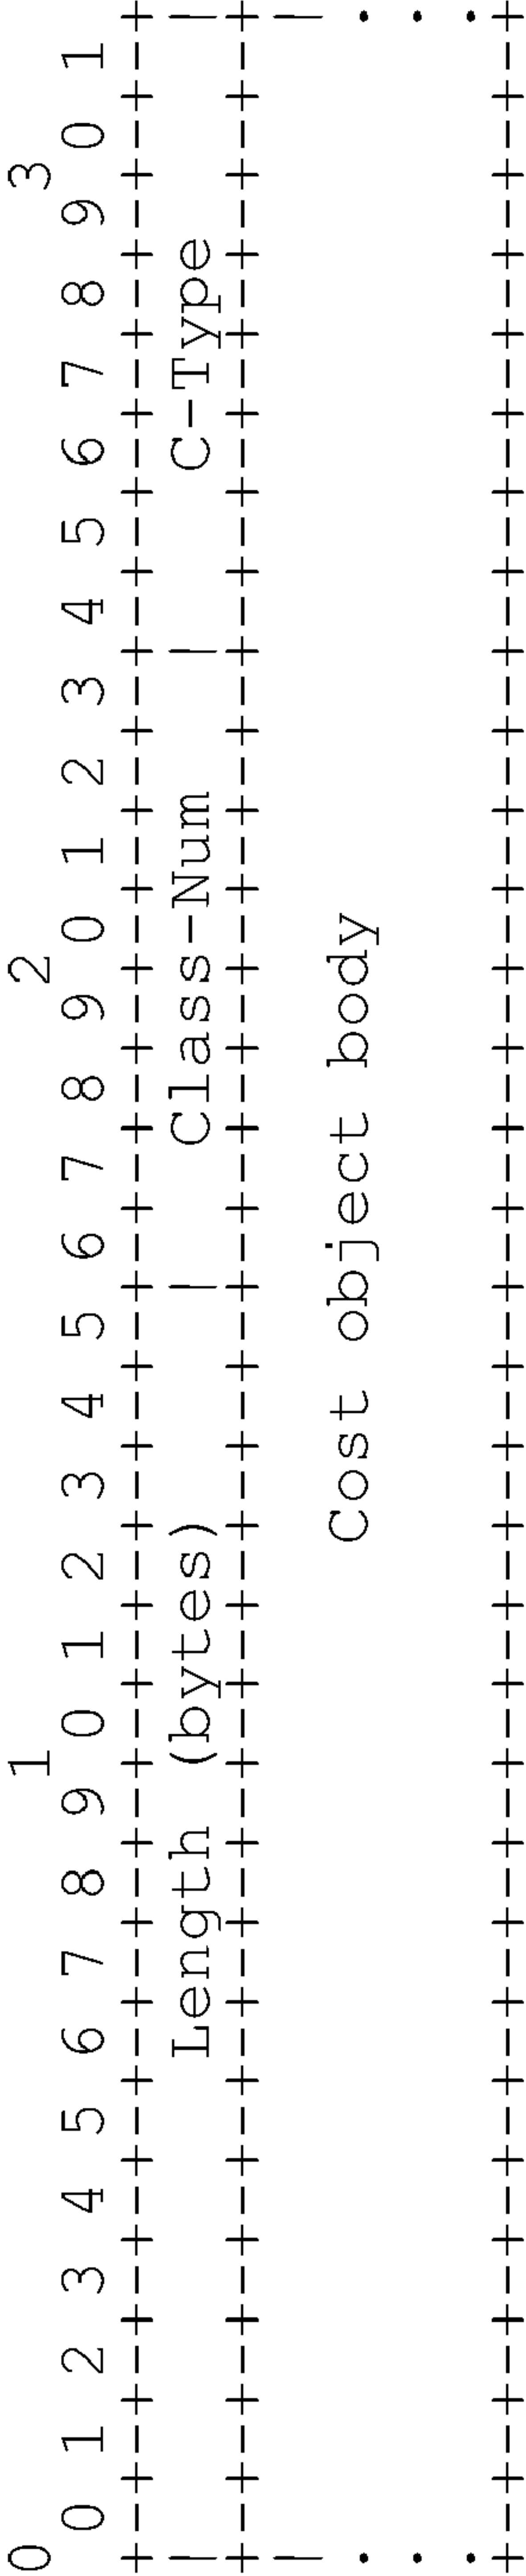 0                   1                   2                   3
 0 1 2 3 4 5 6 7 8 9 0 1 2 3 4 5 6 7 8 9 0 1 2 3 4 5 6 7 8 9 0 1
+-+-+-+-+-+-+-+-+-+-+-+-+-+-+-+-+-+-+-+-+-+-+-+-+-+-+-+-+-+-+-+-+
|            Length (bytes)     |   Class-Num   |    C-Type     |
+-+-+-+-+-+-+-+-+-+-+-+-+-+-+-+-+-+-+-+-+-+-+-+-+-+-+-+-+-+-+-+-+
|                                                               |
.                         Cost object body                      .
.                                                               .
.                                                               .
+-+-+-+-+-+-+-+-+-+-+-+-+-+-+-+-+-+-+-+-+-+-+-+-+-+-+-+-+-+-+-+-+